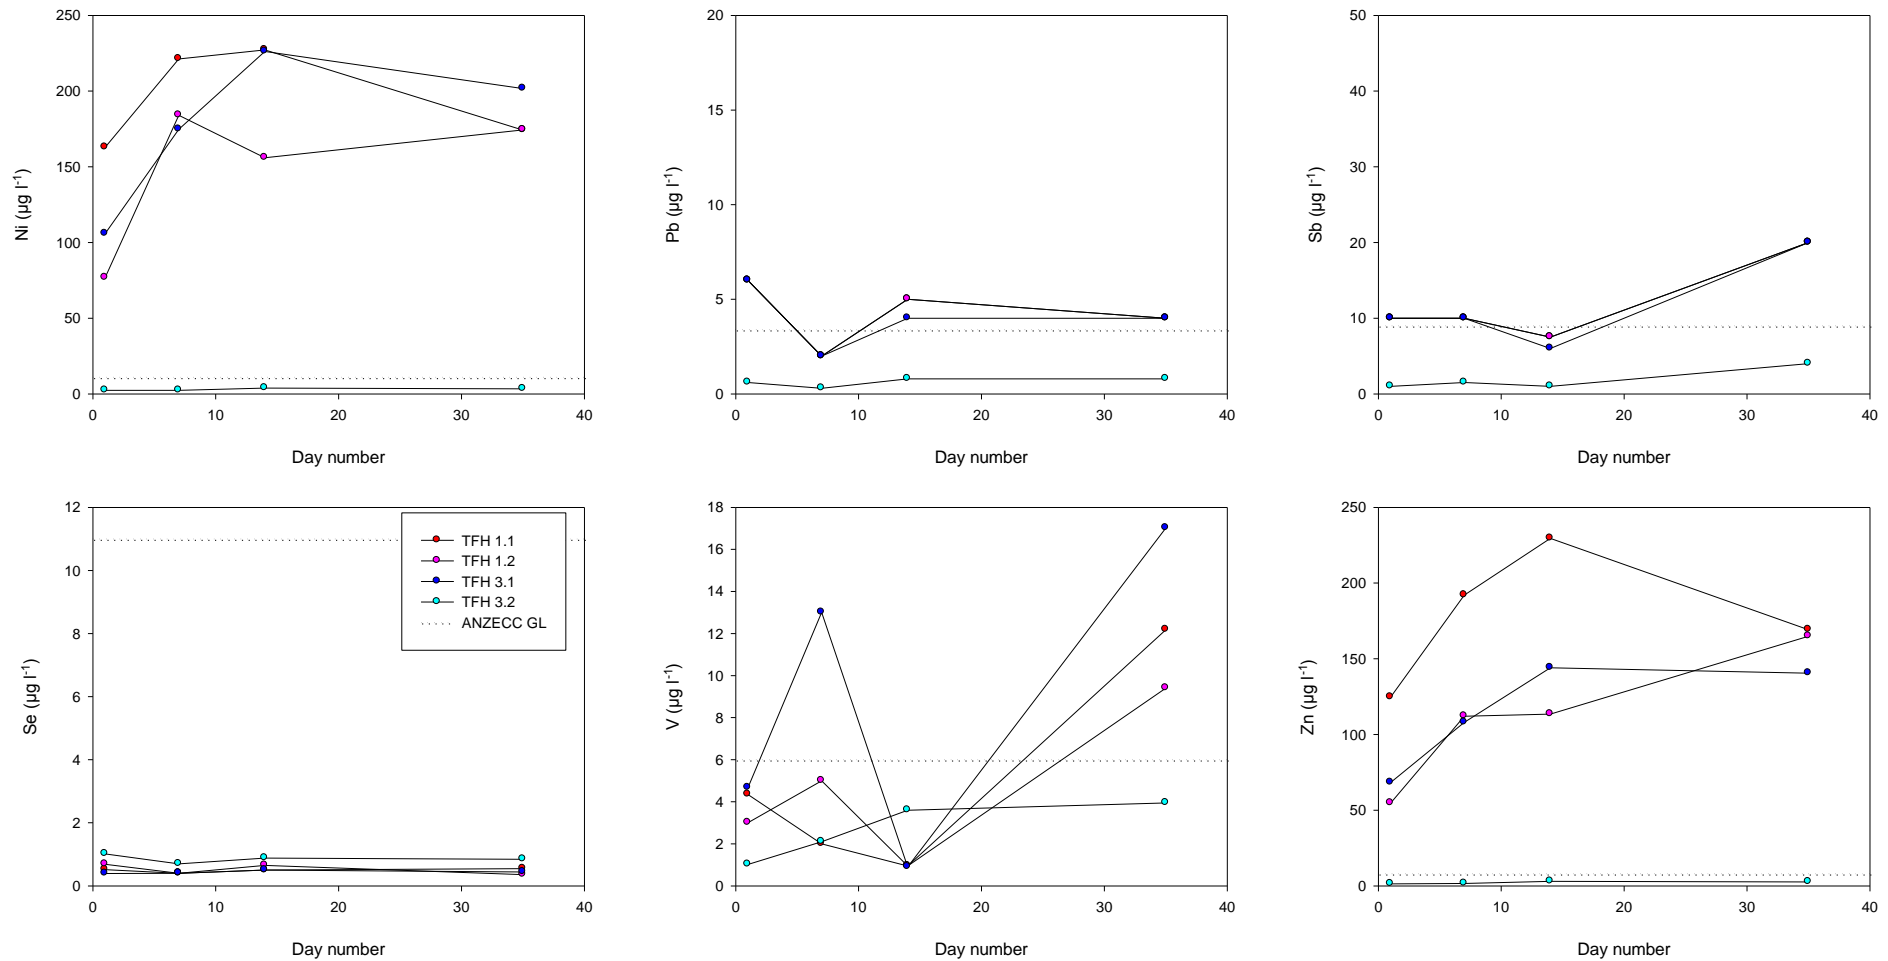 Ni (µg l-1)
250
200
150
100
50
0
0 10 20 30 40
Day number
Pb (µg l-1)
20
15
10
5
0
0 10 20 30 40
Day number
Sb (µg l-1)
50
40
30
20
10
0
0 10 20 30 40
Day number
Se (µg l-1)
12
10
8
6
4
2
0
0 10 20 30 40
Day number
TFH 1.1
TFH 1.2
TFH 3.1
TFH 3.2
ANZECC GL
V (µg l-1)
18
16
14
12
10
8
6
4
2
0
0 10 20 30 40
Day number
Zn (µg l-1)
250
200
150
100
50
0
0 10 20 30 40
Day number